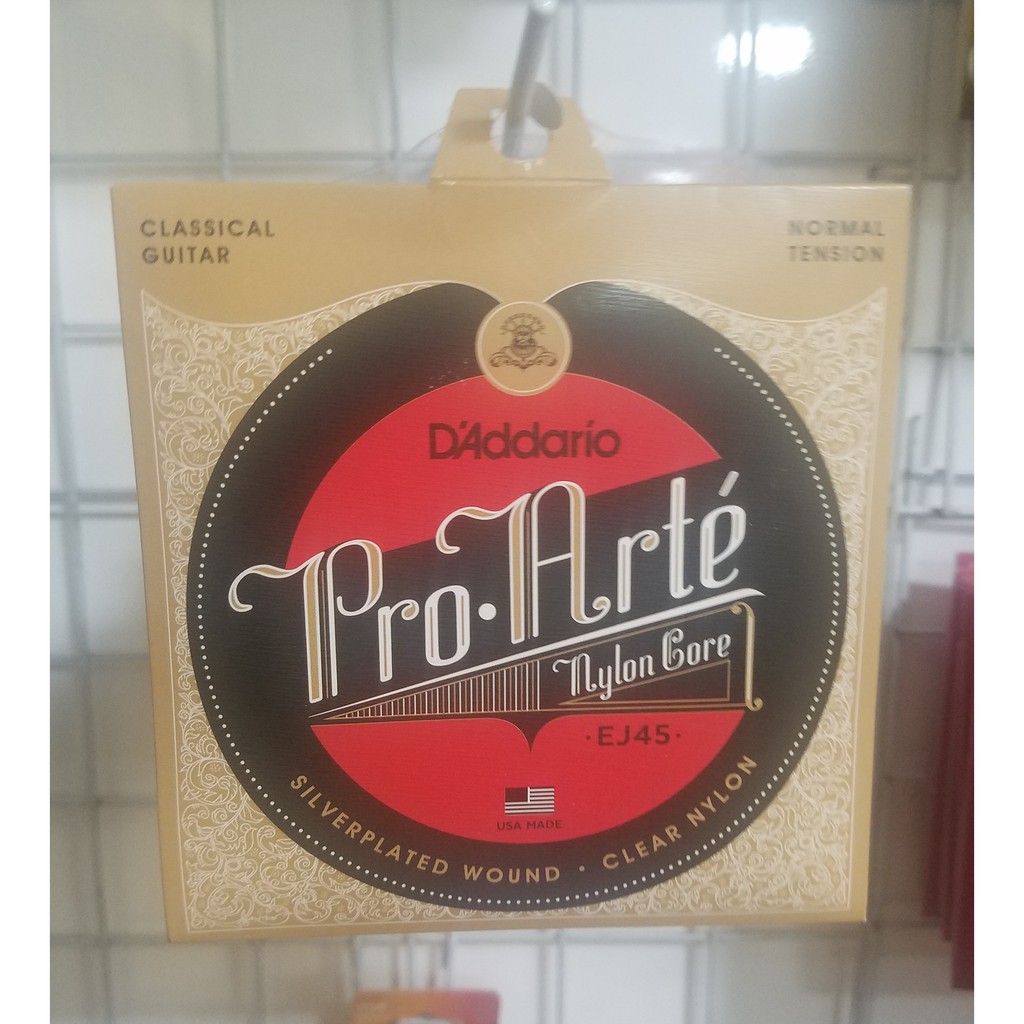 CLASSICAL
GUITAR
NORMAL
TENSION
D'Addario
Pro·Arté
Nylon Core
·EJ45·
USA MADE
SILVERPLATED WOUND · CLEAR NYLON